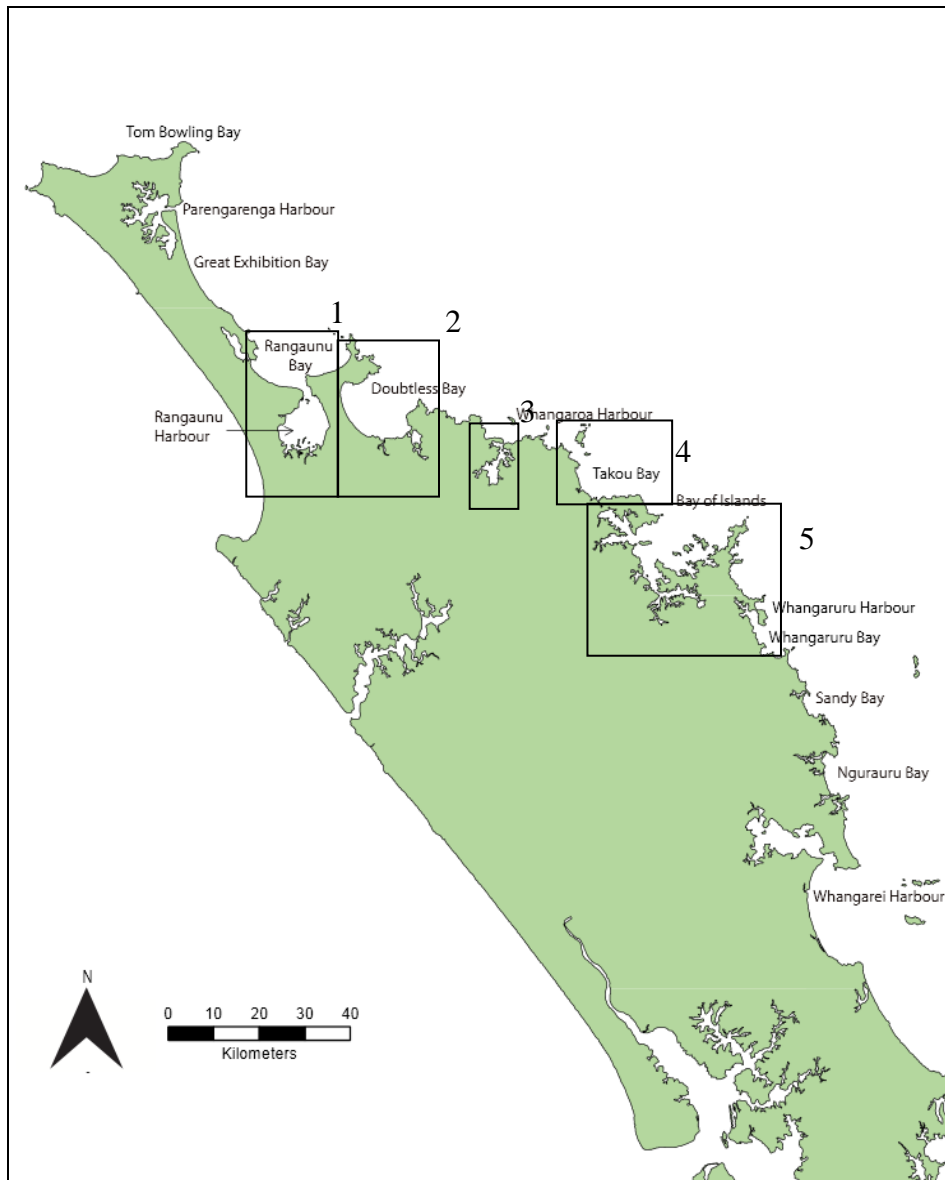 Tom Bowling Bay
Parengarenga Harbour
Great Exhibition Bay
1
2
Rangaunu
Bay
Doubtless Bay
Rangaunu
Harbour
3
Whangaroa Harbour
4
Takou Bay
Bay of Islands
5
Whangaruru Harbour
Whangaruru Bay
Sandy Bay
Ngurauru Bay
Whangarei Harbour
N
0 10 20 30 40
Kilometers